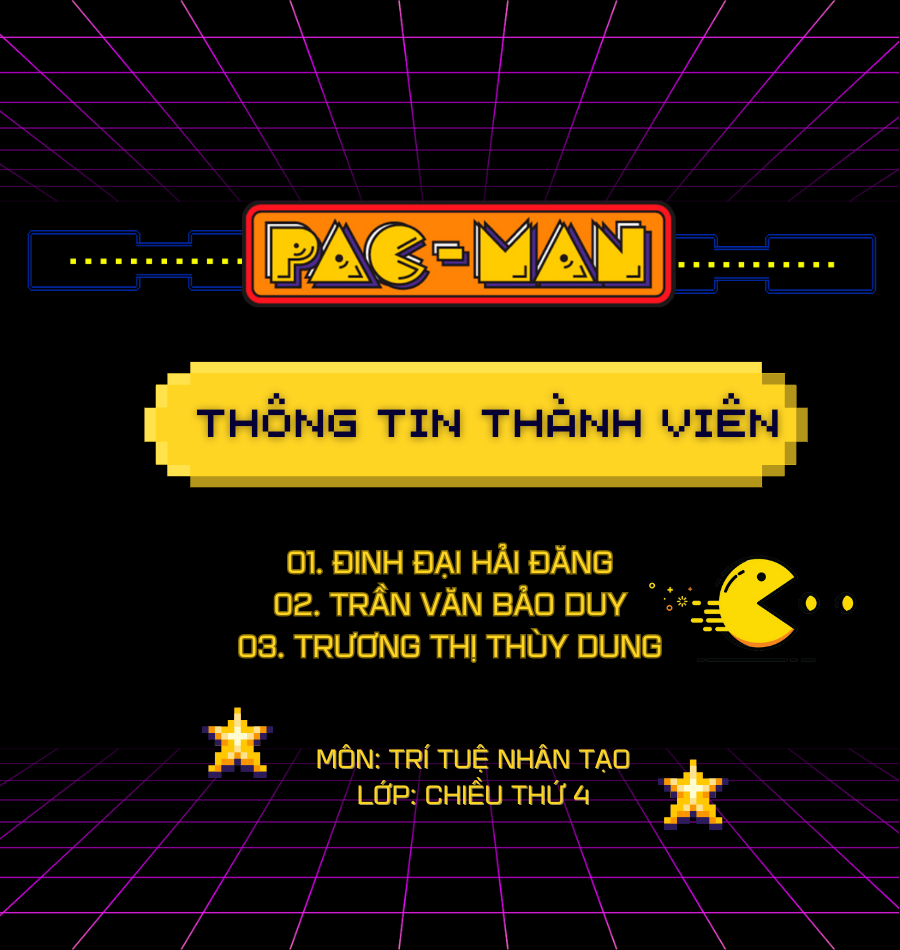 PAC-MAN
THÔNG TIN THÀNH VIÊN
01. ĐINH ĐẠI HẢI ĐĂNG
02. TRẦN VĂN BẢO DUY
03. TRƯƠNG THỊ THÙY DUNG
MÔN: TRÍ TUỆ NHÂN TẠO
LỚP: CHIỀU THỨ 4